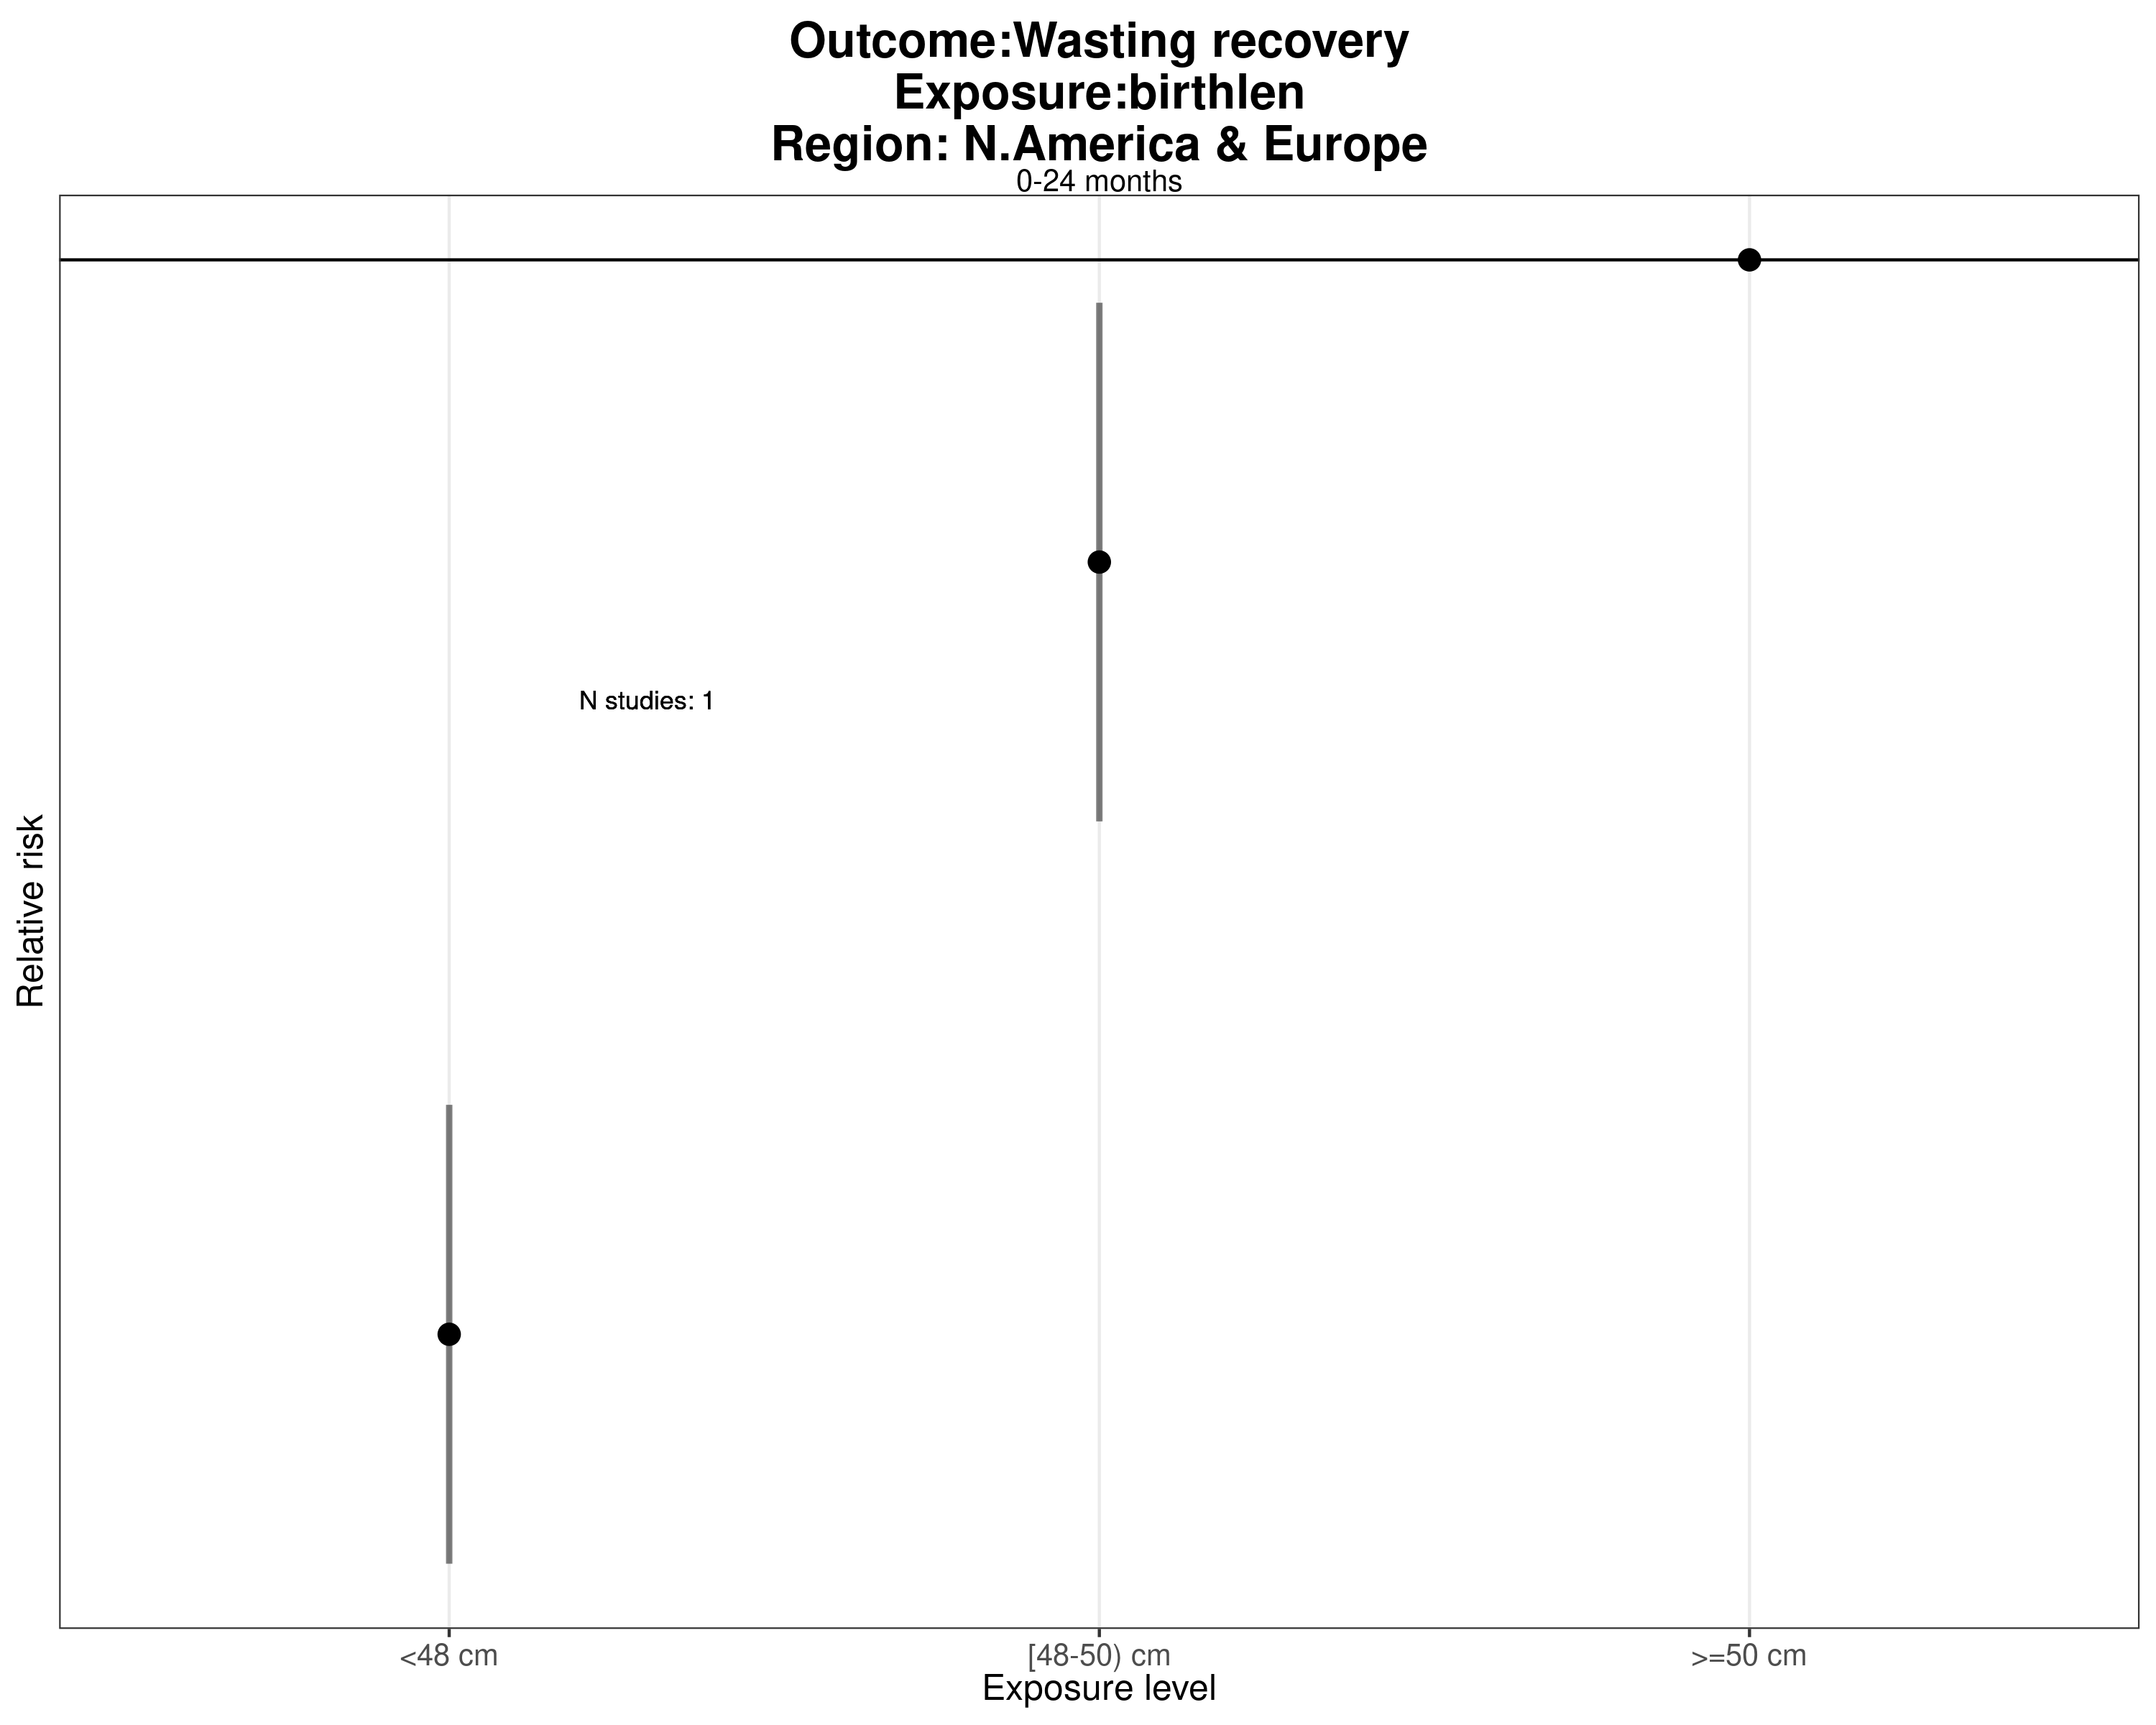 Outcome:Wasting recovery
Exposure:birthlen
Region: N.America & Europe
0-24 months
N studies: 1
Relative risk
<48 cm
[48-50) cm
>=50 cm
Exposure level